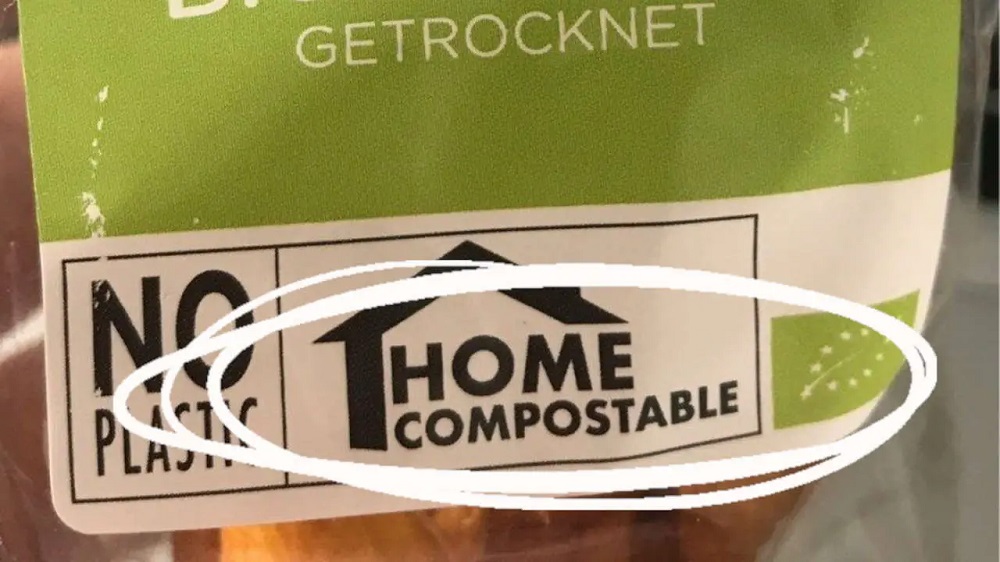 GETROCKNET
NO
PLASTIC
HOME
COMPOSTABLE